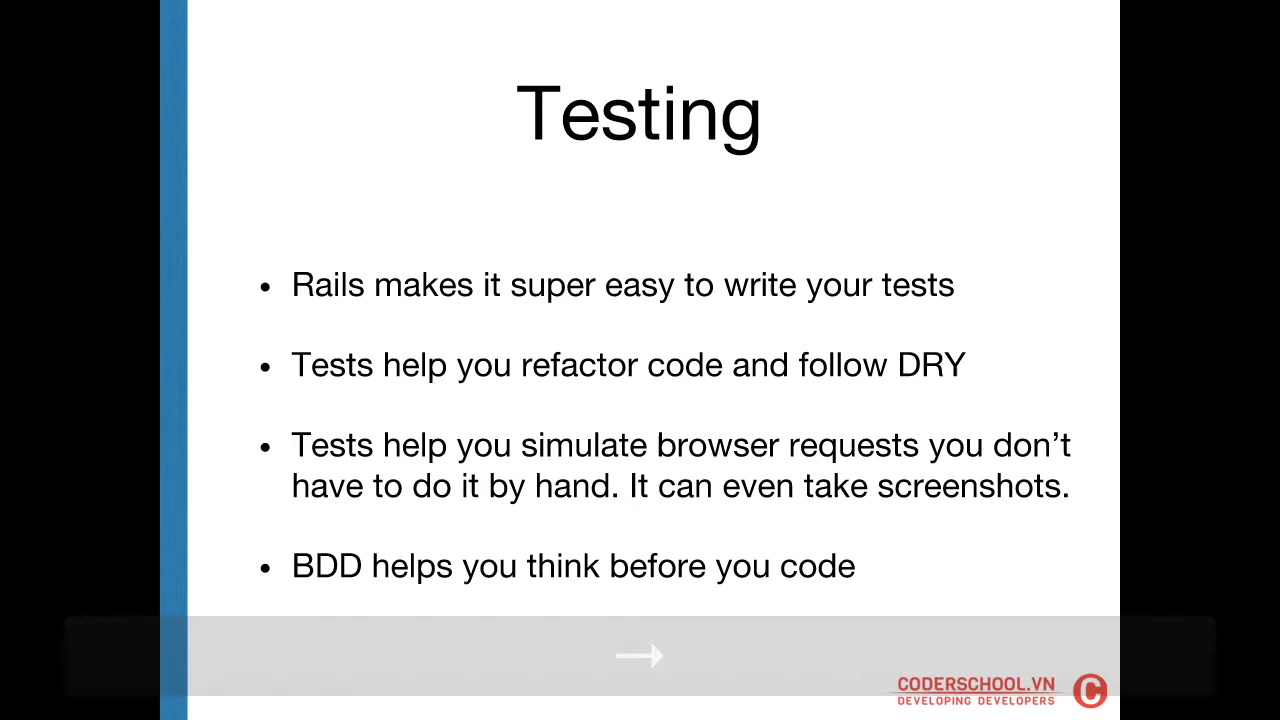 Testing
• Rails makes it super easy to write your tests
• Tests help you refactor code and follow DRY
• Tests help you simulate browser requests you don’t
have to do it by hand. It can even take screenshots.
• BDD helps you think before you code
→
CODERSCHOOL.VN
DEVELOPING DEVELOPERS
C